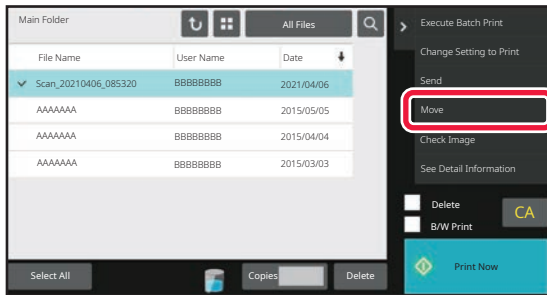 Main Folder
All Files
File Name
User Name
Date
Scan_20210406_085320
BBBBBBBB
2021/04/06
AAAAAAA
BBBBBBBB
2015/05/05
AAAAAAA
BBBBBBBB
2015/04/04
AAAAAAA
BBBBBBBB
2015/03/03
Select All
Copies
Delete
Execute Batch Print
Change Setting to Print
Send
Move
Check Image
See Detail Information
Delete
B/W Print
CA
Print Now